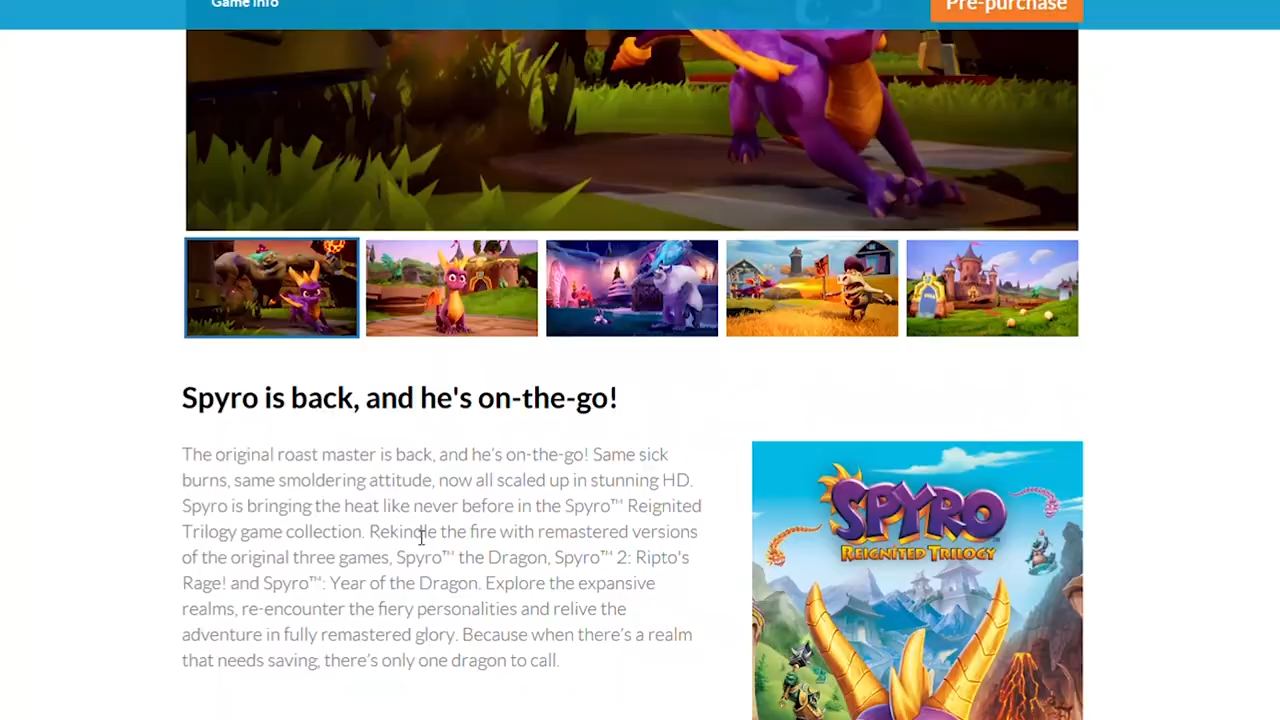 Game info
Pre-purchase
Spyro is back, and he's on-the-go!
The original roast master is back, and he's on-the-go! Same sick
burns, same smoldering attitude, now all scaled up in stunning HD.
Spyro is bringing the heat like never before in the Spyro™ Reignited
Trilogy game collection. Rekindle the fire with remastered versions
of the original three games, Spyro™ the Dragon, Spyro™ 2: Ripto's
Rage! and Spyro™: Year of the Dragon. Explore the expansive
realms, re-encounter the fiery personalities and relive the
adventure in fully remastered glory. Because when there's a realm
that needs saving, there's only one dragon to call.
SPYRO™
REIGNITED TRILOGY